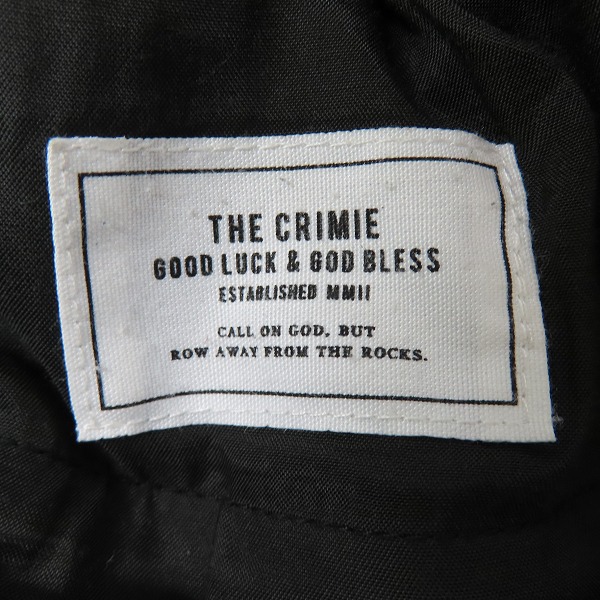 THE CRIMIE
GOOD LUCK & GOD BLESS
ESTABLISHED MMII
CALL ON GOD, BUT
ROW AWAY FROM THE ROCKS.